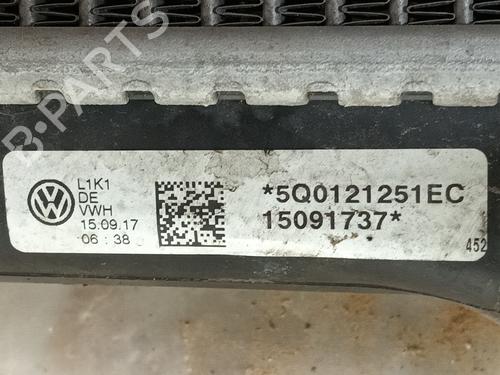 B-PARTS
L1K1
DE
VWH
15.09.17
06 : 38
*5Q0121251EC
15091737*
452